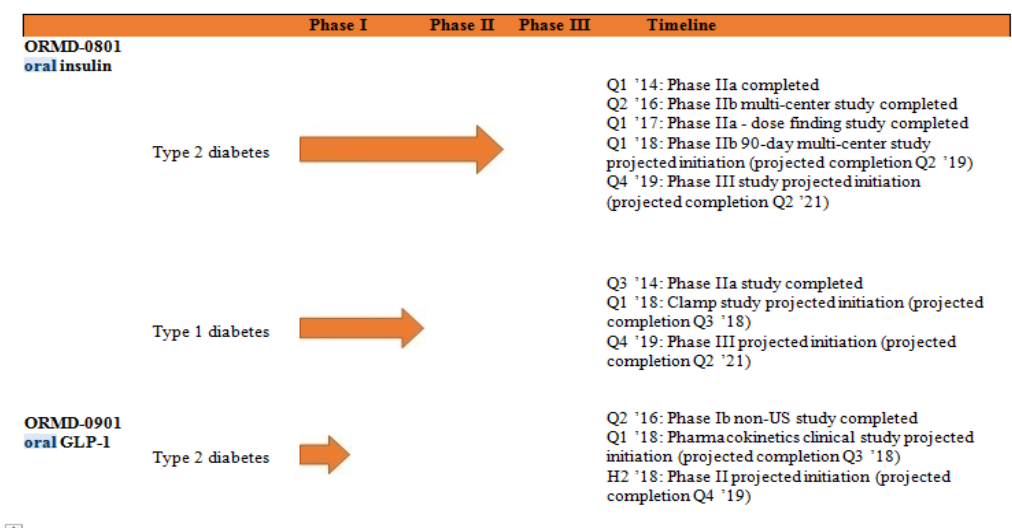 Phase I Phase II Phase III Timeline
ORMD-0801
oral insulin
Type 2 diabetes
Q1 ’14: Phase IIa completed
Q2 ’16: Phase IIb multi-center study completed
Q1 ’17: Phase IIa - dose finding study completed
Q1 ’18: Phase IIb 90-day multi-center study
projected initiation (projected completion Q2 ’19)
Q4 ’19: Phase III study projected initiation
(projected completion Q2 ’21)
Type 1 diabetes
Q3 ’14: Phase IIa study completed
Q1 ’18: Clamp study projected initiation (projected
completion Q3 ’18)
Q4 ’19: Phase III projected initiation (projected
completion Q2 ’21)
ORMD-0901
oral GLP-1
Type 2 diabetes
Q2 ’16: Phase Ib non-US study completed
Q1 ’18: Pharmacokinetics clinical study projected
initiation (projected completion Q3 ’18)
H2 ’18: Phase II projected initiation (projected
completion Q4 ’19)